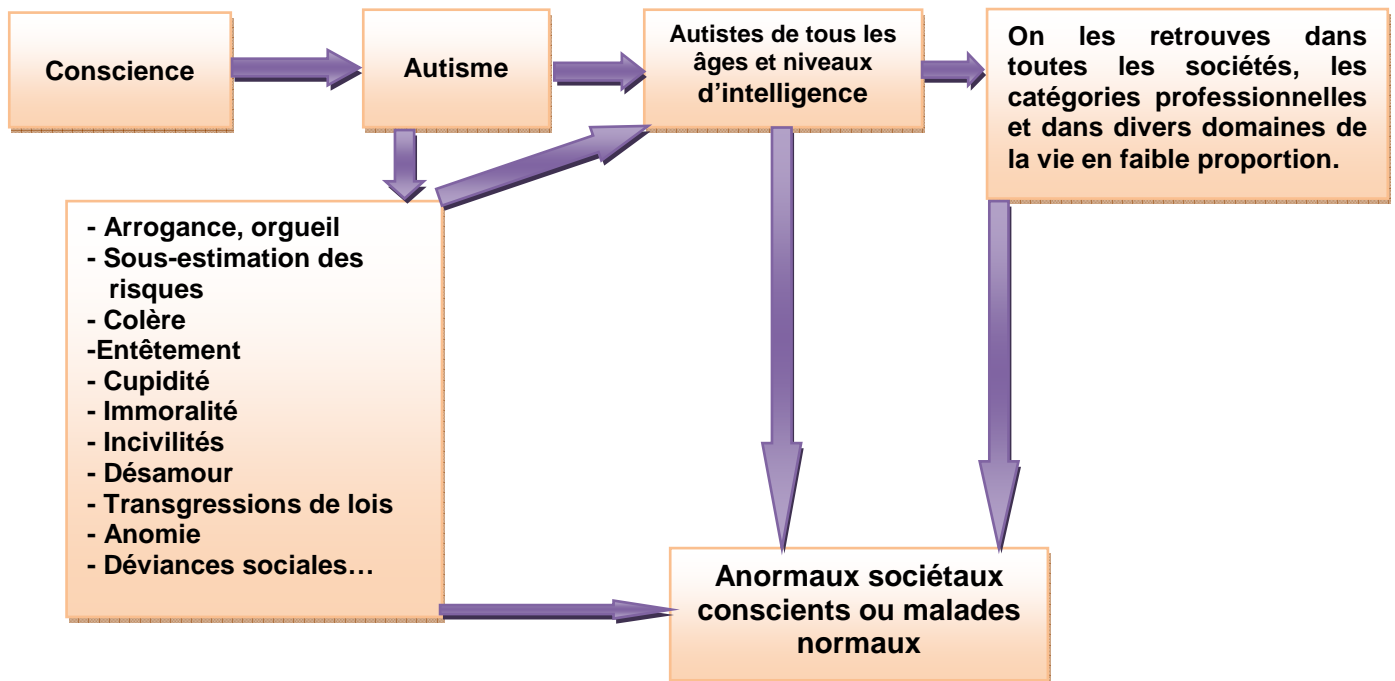 Conscience
Autisme
Autistes de tous les
âges et niveaux
d’intelligence
On les retrouves dans
toutes les sociétés, les
catégories professionnelles
et dans divers domaines de
la vie en faible proportion.
- Arrogance, orgueil
- Sous-estimation des
risques
- Colère
-Entêtement
- Cupidité
- Immoralité
- Incivilités
- Désamour
- Transgressions de lois
- Anomie
- Déviances sociales…
Anormaux sociétaux
conscients ou malades
normaux